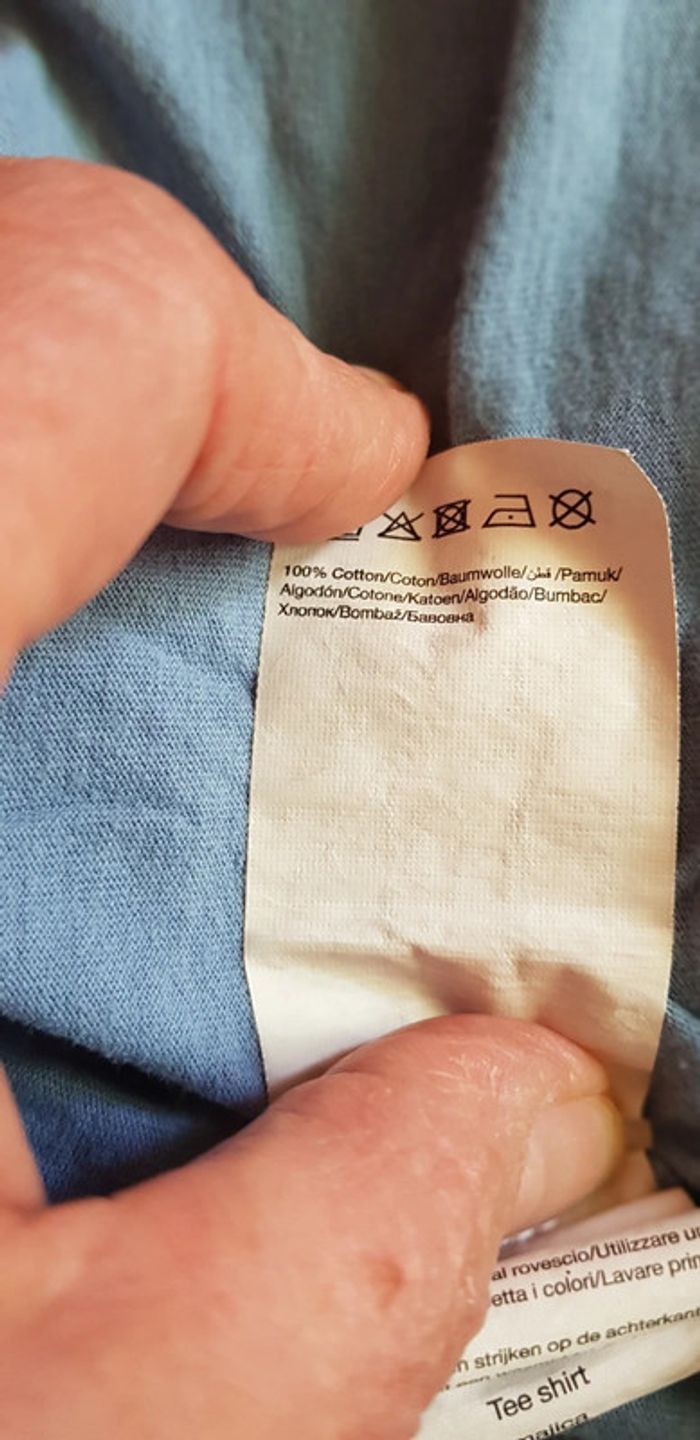 100% Cotton/Coton/Baumwolle/قطن /Pamuk/
Algodón/Cotone/Katoen/Algodão/Bumbac/
Хлопок/Bombaž/Бавовна
al rovescio/Utilizzare
etta i colori/Lavare
strijken op de achterkant
Tee shirt